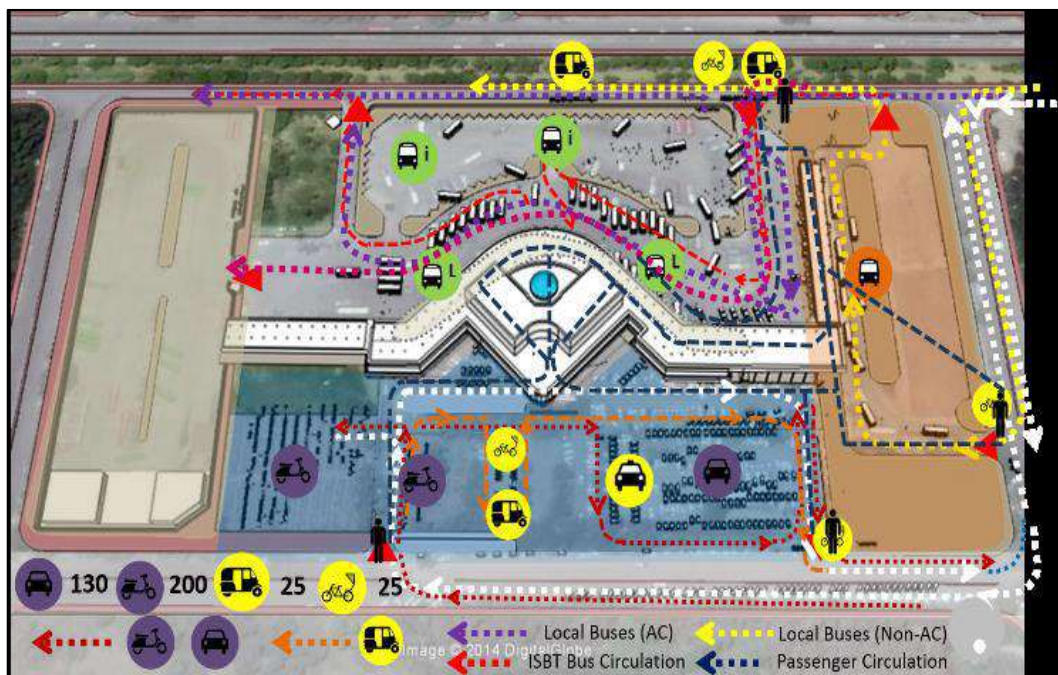 i
i
L
L
130 200 25 25
Local Buses (AC) Local Buses (Non-AC)
Image © 2014 DigitalGlobe
ISBT Bus Circulation Passenger Circulation